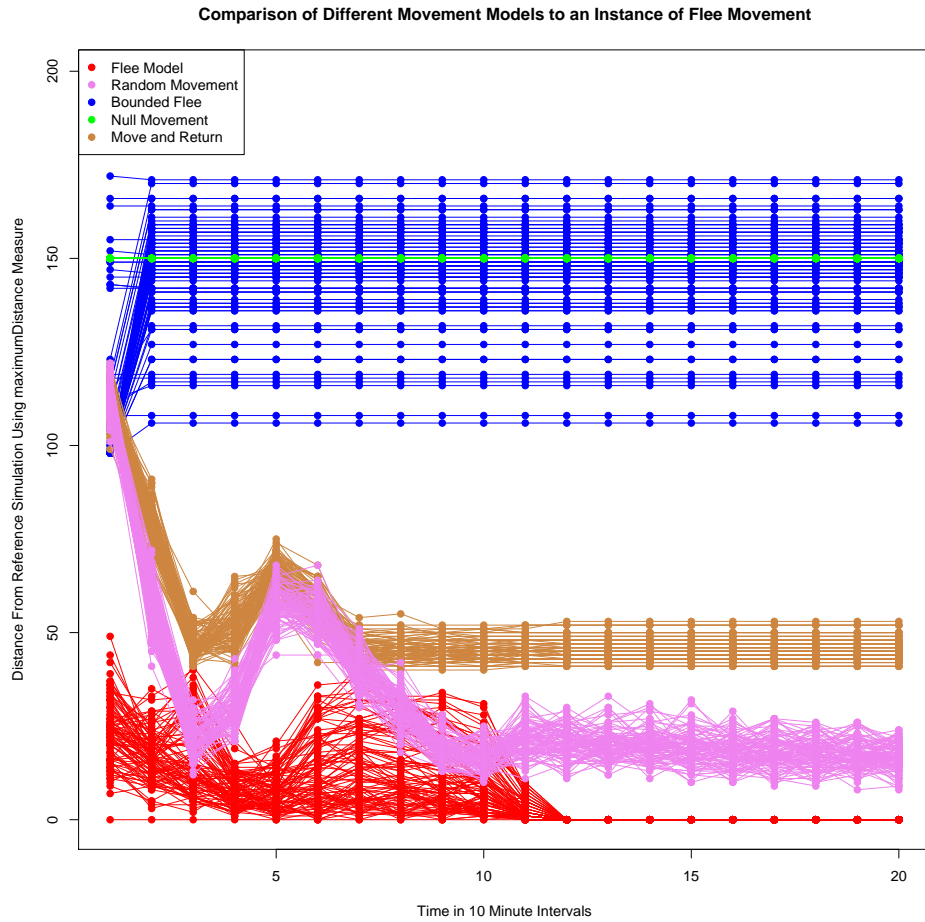 Comparison of Different Movement Models to an Instance of Flee Movement
Flee Model
Random Movement
Bounded Flee
Null Movement
Move and Return
Distance From Reference Simulation Using maximumDistance Measure
200
150
100
50
0
5
10
15
20
Time in 10 Minute Intervals